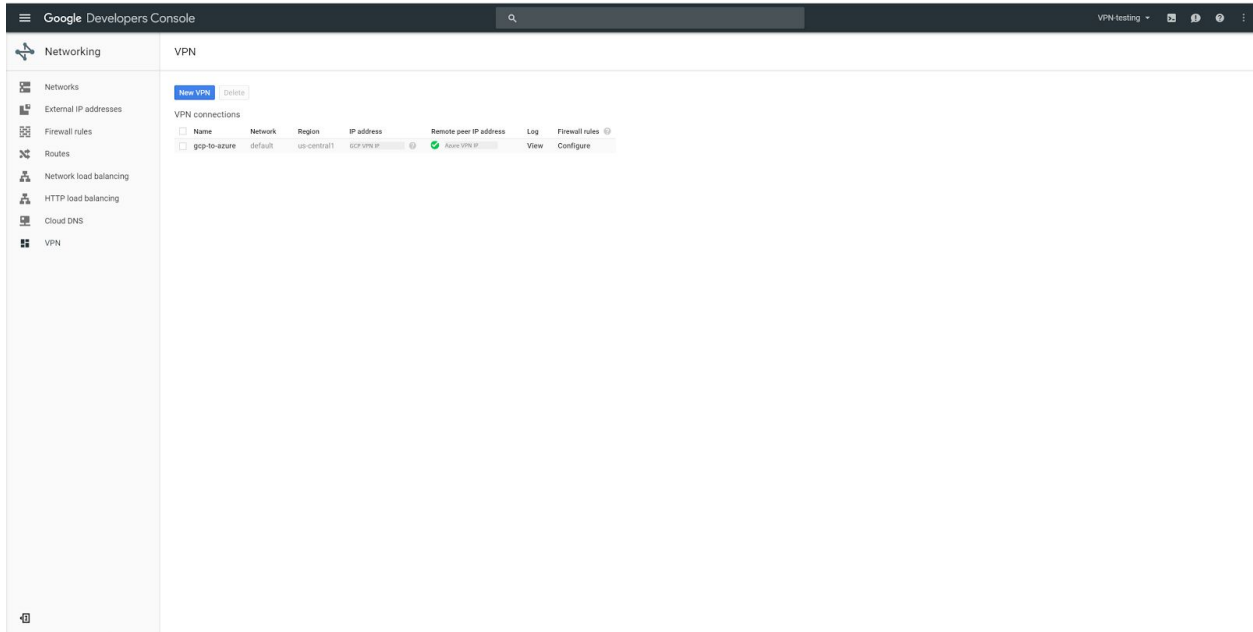 Google Developers Console
VPN-testing
Networking
VPN
Networks
External IP addresses
Firewall rules
Routes
Network load balancing
HTTP load balancing
Cloud DNS
VPN
New VPN Delete
VPN connections
Name Network Region IP address Remote peer IP address Log Firewall rules
gcp-to-azure default us-central1 GCP VPN IP Azure VPN IP View Configure